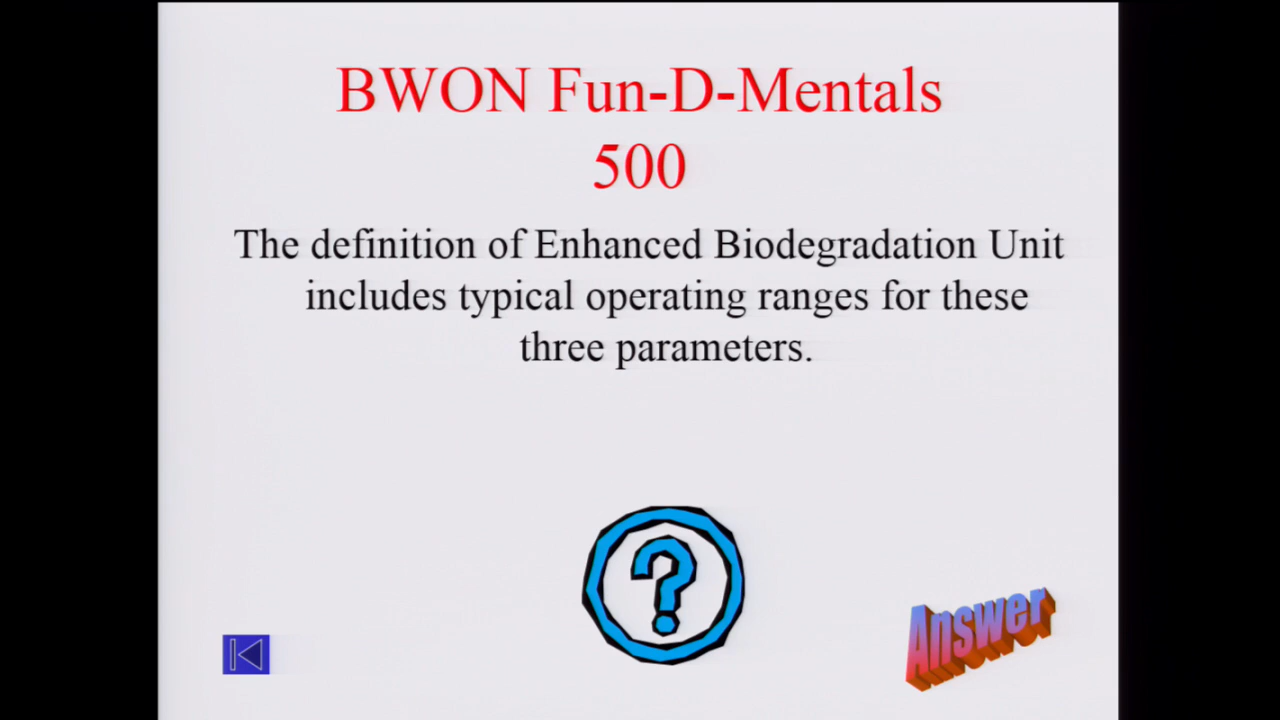 BWON Fun-D-Mentals
500
The definition of Enhanced Biodegradation Unit
includes typical operating ranges for these
three parameters.
?
Answer